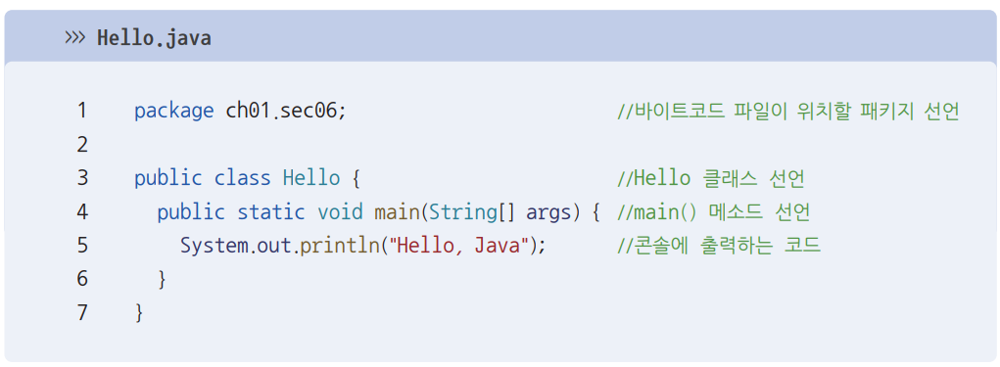 >>> Hello.java
1 package ch01.sec06; //바이트코드 파일이 위치할 패키지 선언
2
3 public class Hello { //Hello 클래스 선언
4 public static void main(String[] args) { //main() 메소드 선언
5 System.out.println("Hello, Java"); //콘솔에 출력하는 코드
6 }
7 }